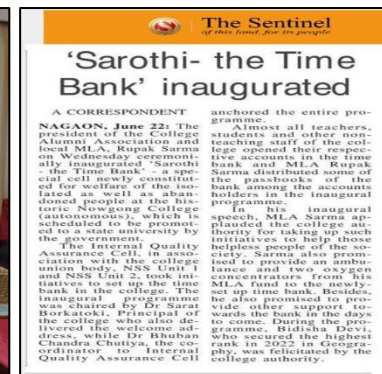 The Sentinel
of this land, for its people
‘Sarothi- the Time
Bank’ inaugurated
A CORRESPONDENT
NAGAON, June 22: The
president of the College
Alumni Association and
local MLA, Rupak Sarma
on Wednesday ceremoni-
ally inaugurated ‘Sarothi
- the Time Bank’ - a spe-
cial cell newly constitut-
ed for welfare of the iso-
lated as well as aban-
doned people at the his-
toric Nowgong College
(autonomous), which is
scheduled to be promot-
ed to a state university by
the government.
The Internal Quality
Assurance Cell, in asso-
ciation with the college
union body, NSS Unit 1
and NSS Unit 2, took ini-
tiatives to set up the time
bank in the college. The
inaugural programme
was chaired by Dr Sarat
Borkatoki, Principal of
the college who also de-
livered the welcome ad-
dress, while Dr Bhuban
Chandra Chutiya, the co-
ordinator to Internal
Quality Assurance Cell
anchored the entire pro-
gramme.
Almost all teachers,
students and other non-
teaching staff of the col-
lege opened their respec-
tive accounts in the time
bank and MLA Rupak
Sarma distributed some of
the passbooks of the
bank among the accounts
holders in the inaugural
programme.
In his inaugural
speech, MLA Sarma ap-
plauded the college au-
thority for taking up such
initiatives to help those
helpless people of the so-
ciety. Sarma also prom-
ised to provide an ambu-
lance and two oxygen
concentrators from his
MLA fund to the newly-
set up time bank. Besides,
he also promised to pro-
vide other support to-
wards the bank in the days
to come. During the pro-
gramme, Bidisha Devi,
who secured the highest
rank in 2022 in Geogra-
phy, was felicitated by the
college authority.